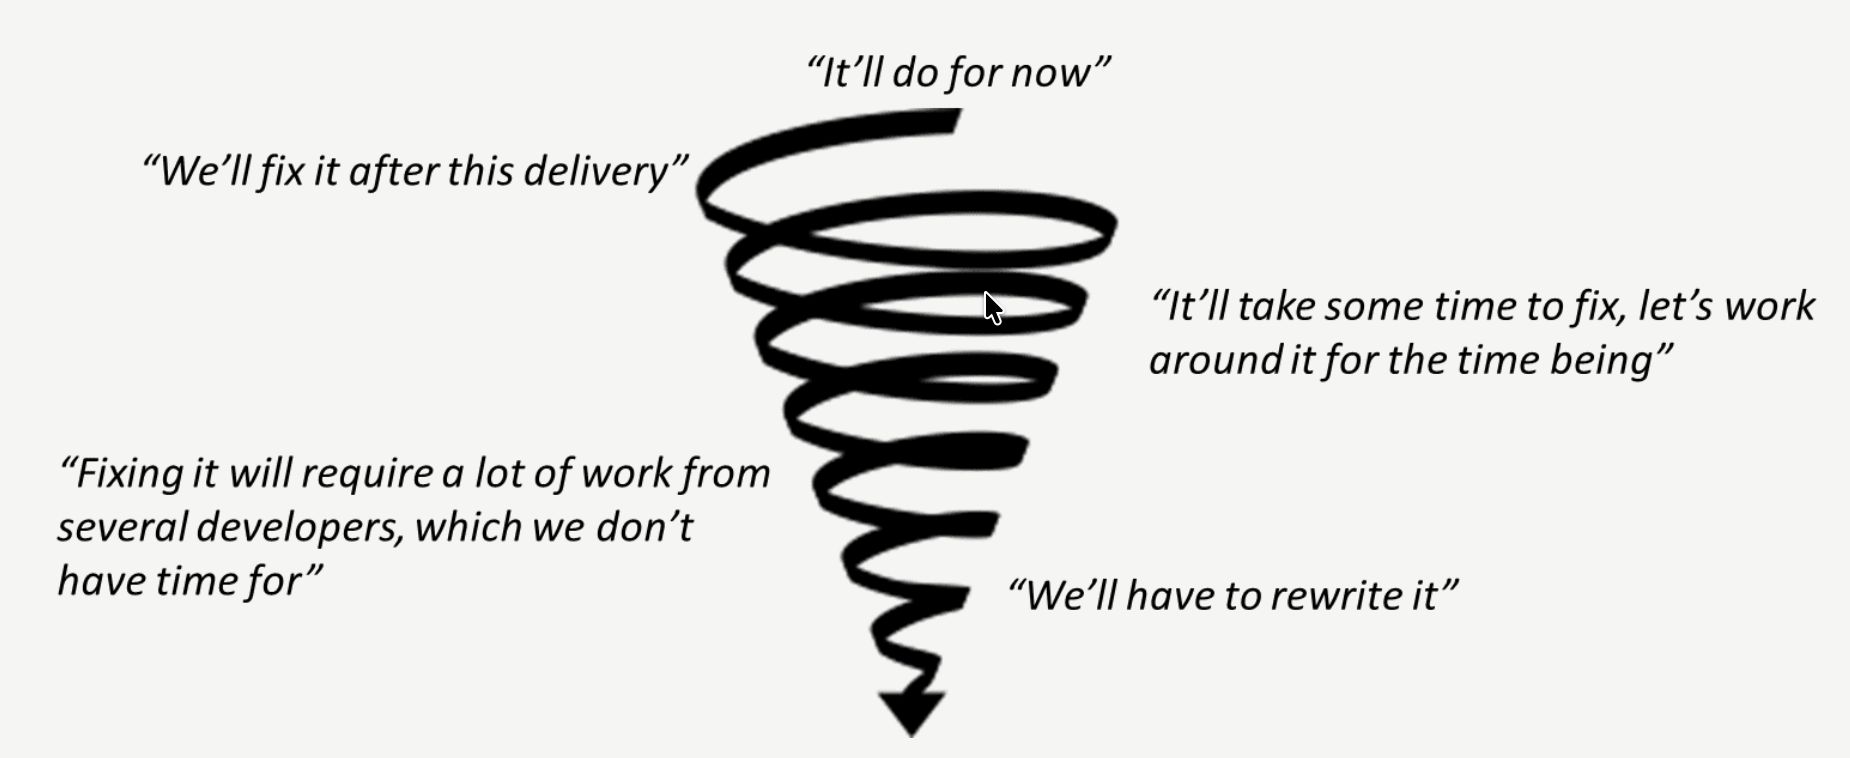 “It’ll do for now”
“We’ll fix it after this delivery”
“It’ll take some time to fix, let’s work
around it for the time being”
“Fixing it will require a lot of work from
several developers, which we don’t
have time for”
“We’ll have to rewrite it”